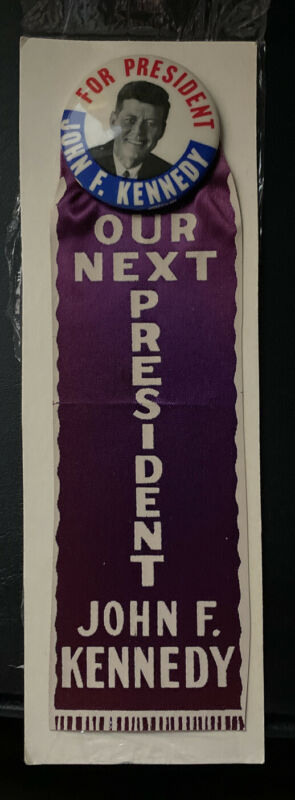 FOR PRESIDENT
JOHN F. KENNEDY
OUR
NEXT
PRESIDENT
JOHN F.
KENNEDY